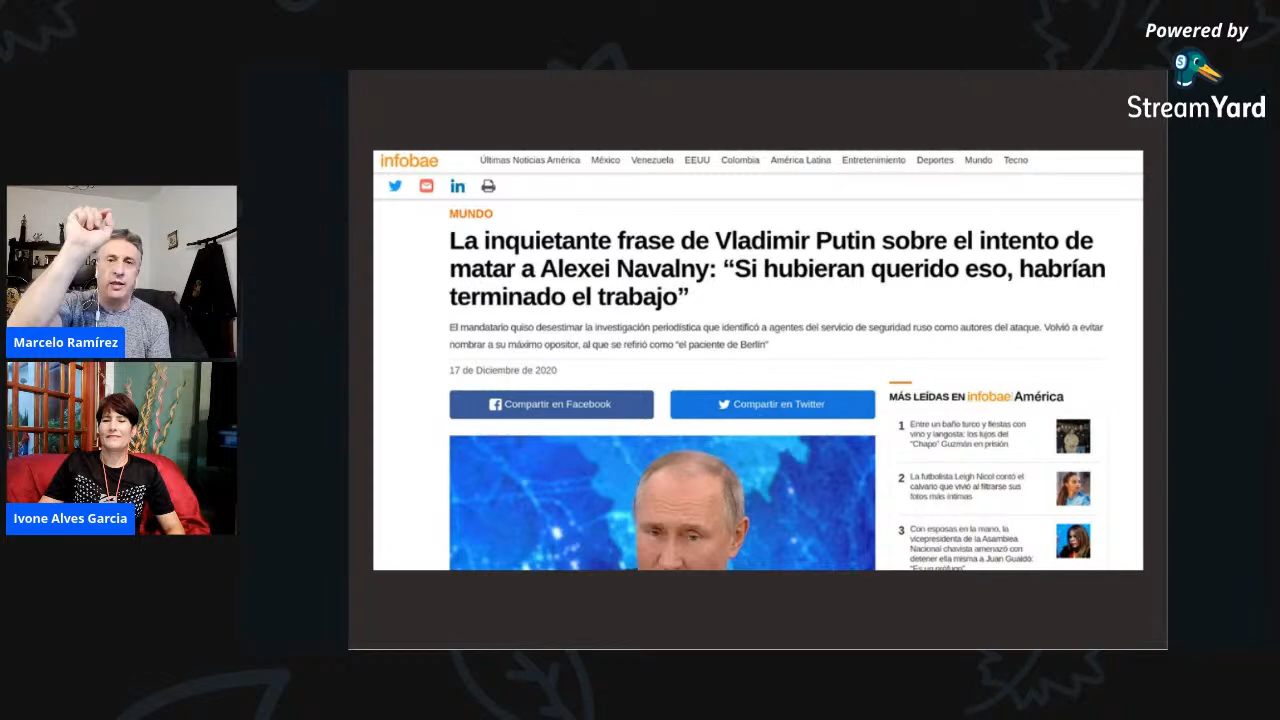 Powered by
StreamYard
infobae
Últimas Noticias América México Venezuela EEUU Colombia América Latina Entretenimiento Deportes Mundo Tecno
MUNDO
La inquietante frase de Vladimir Putin sobre el intento de
matar a Alexei Navalny: “Si hubieran querido eso, habrían
terminado el trabajo”
El mandatario quiso desestimar la investigación periodística que identificó a agentes del servicio de seguridad ruso como autores del ataque. Volvió a evitar
nombrar a su máximo opositor, al que se refirió como “el paciente de Berlín”
17 de Diciembre de 2020
Compartir en Facebook
Compartir en Twitter
MÁS LEÍDAS EN infobae América
1
Entre un baño turco y fiestas con
vino y langosta: los lujos del
“Chapo” Guzmán en prisión
2
La futbolista Leigh Nicol contó el
calvario que vivió al filtrarse sus
fotos más íntimas
3
Con esposas en la mano, la
vicepresidenta de la Asamblea
Nacional chavista amenazó con
detener ella misma a Juan Guaidó:
“Es un prófugo”
Marcelo Ramírez
Ivone Alves Garcia